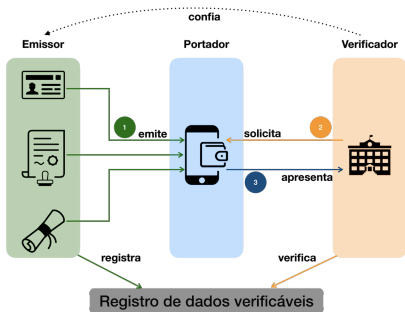 confia
Emissor
Portador
Verificador
1
emite
solicita
2
3
apresenta
registra
verifica
Registro de dados verificáveis